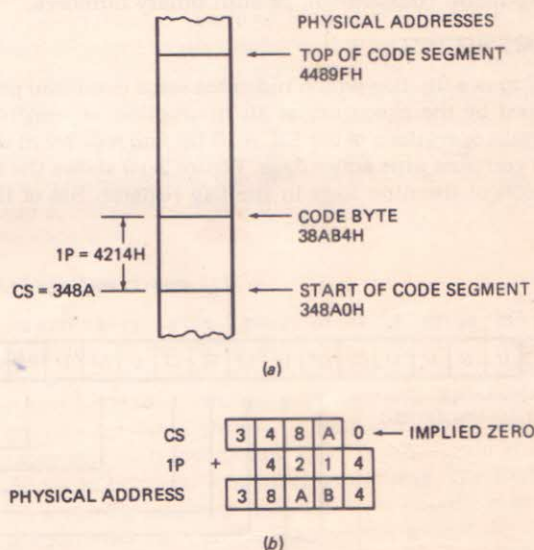 PHYSICAL ADDRESSES
TOP OF CODE SEGMENT
4489FH
CODE BYTE
38AB4H
1P = 4214H
CS = 348A
START OF CODE SEGMENT
348A0H
(a)
CS 3 4 8 A 0 IMPLIED ZERO
1P + 4 2 1 4
PHYSICAL ADDRESS 3 8 A B 4
(b)